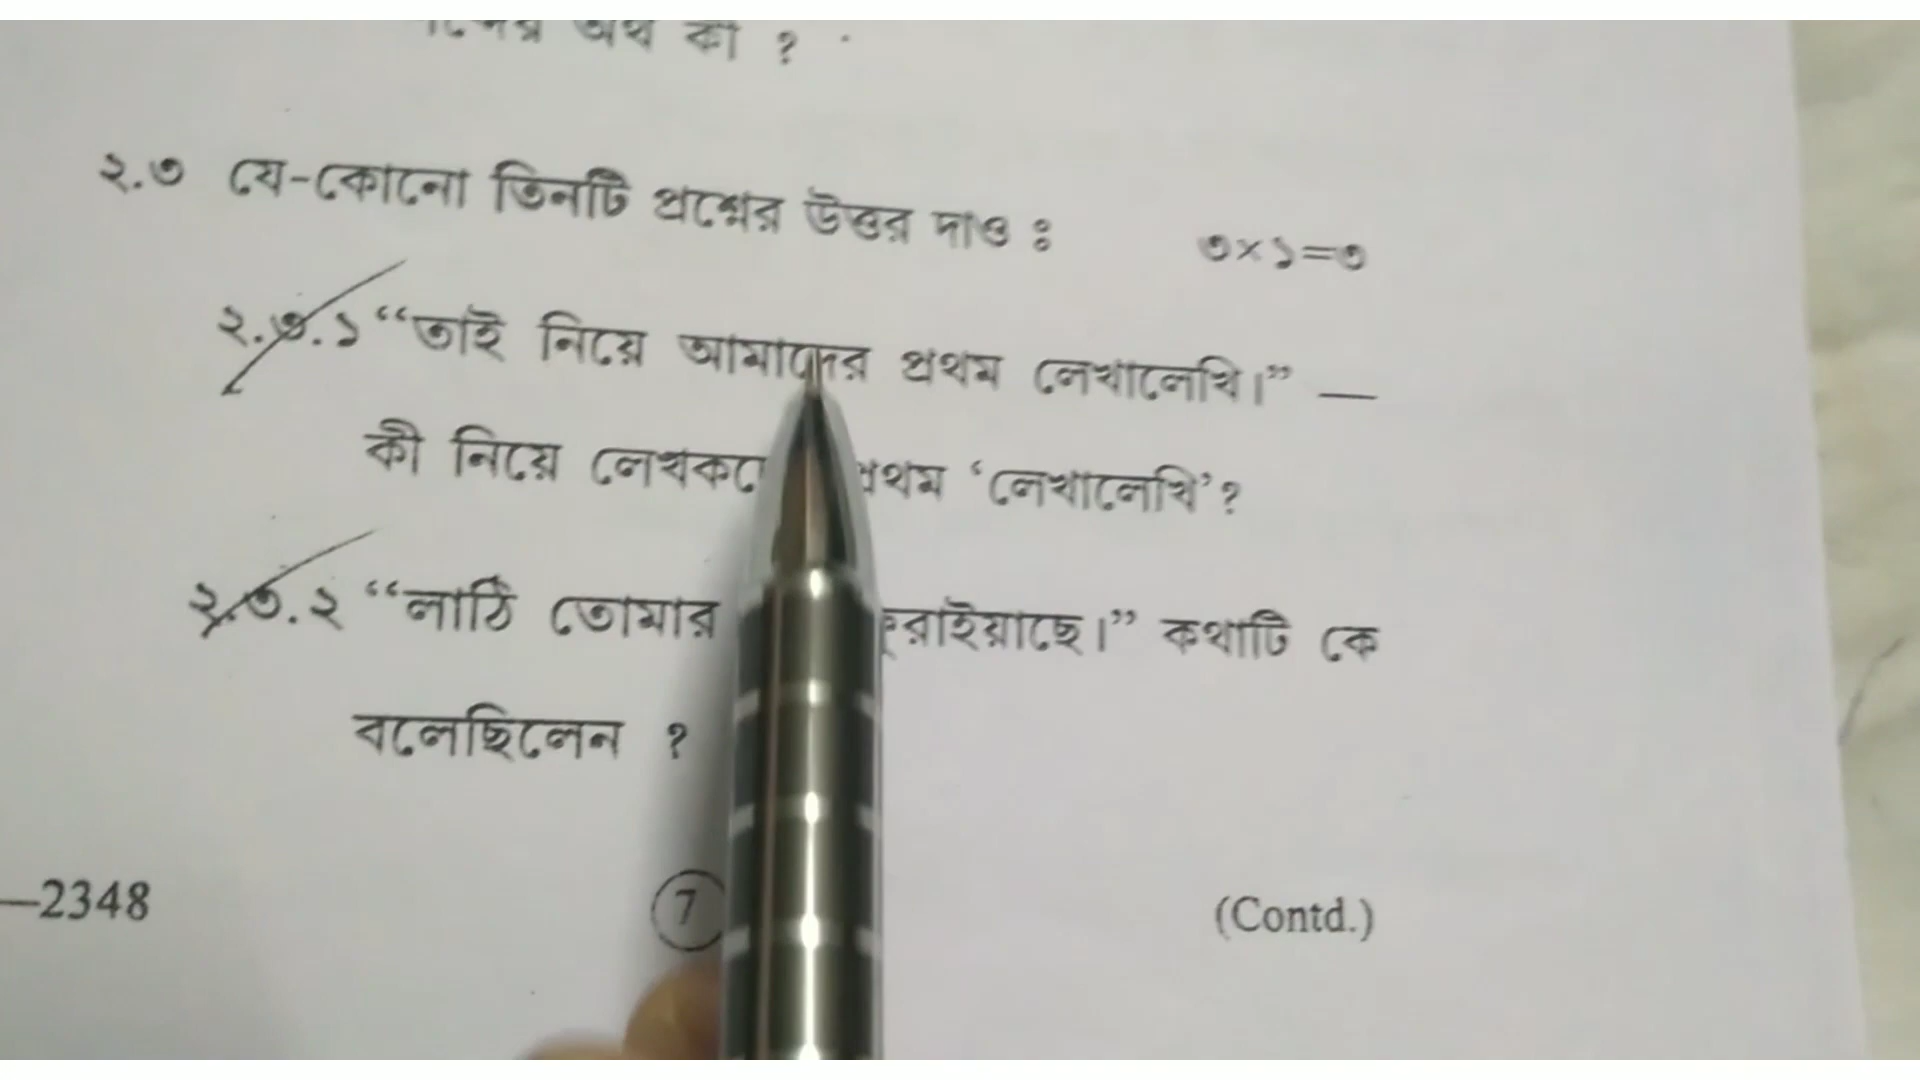 অর্থ কী ?
২.৩ যে-কোনো তিনটি প্রশ্নের উত্তর দাও : ৩×১=৩
২.৩.১ “তাই নিয়ে আমাদের প্রথম লেখালেখি।” —
কী নিয়ে লেখকদে প্রথম ‘লেখালেখি’?
২.৩.২ “লাঠি তোমার ফুরাইয়াছে।” কথাটি কে
বলেছিলেন ?
—2348 7 (Contd.)